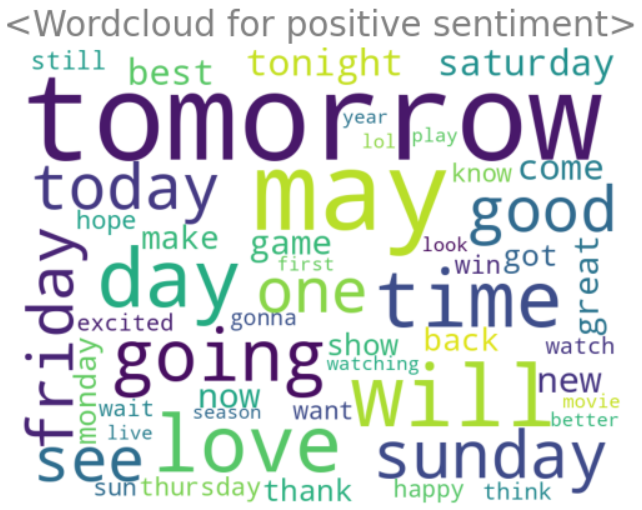 <Wordcloud for positive sentiment>
still best tonight saturday
tomorrow
year
lol play
today may know come
good
hope make game look
friday day first win got great
one time
excited gonna
going show back watch
monday watching
wait now will new
season want movie
live love better
see sunday
sun thursday thank happy think